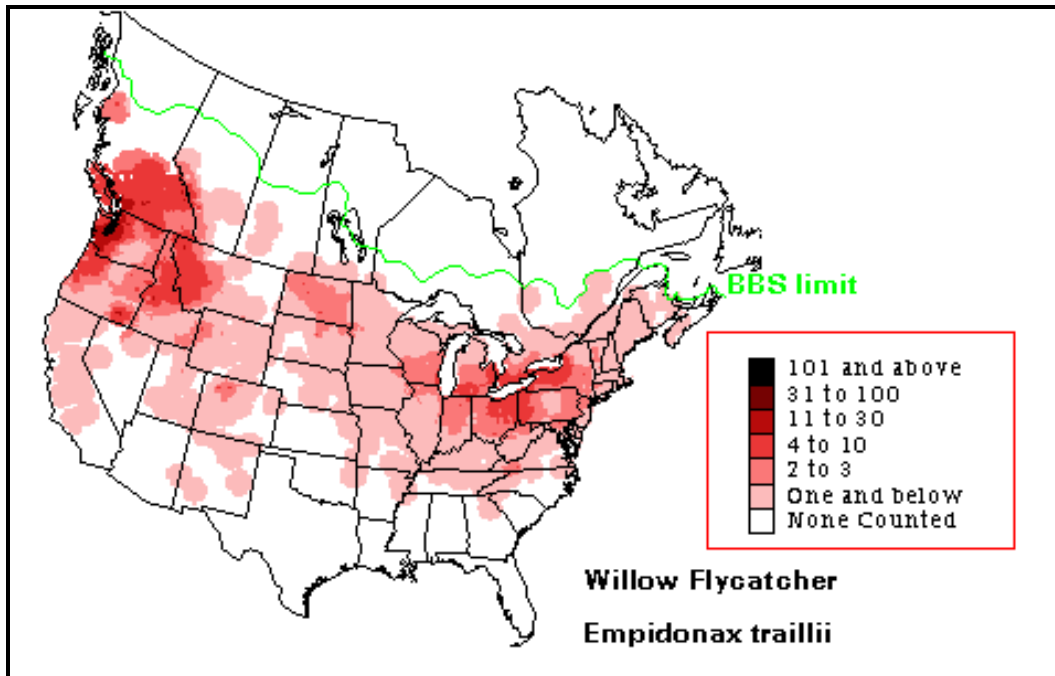 BBS limit
101 and above
31 to 100
11 to 30
4 to 10
2 to 3
One and below
None Counted
Willow Flycatcher
Empidonax traillii